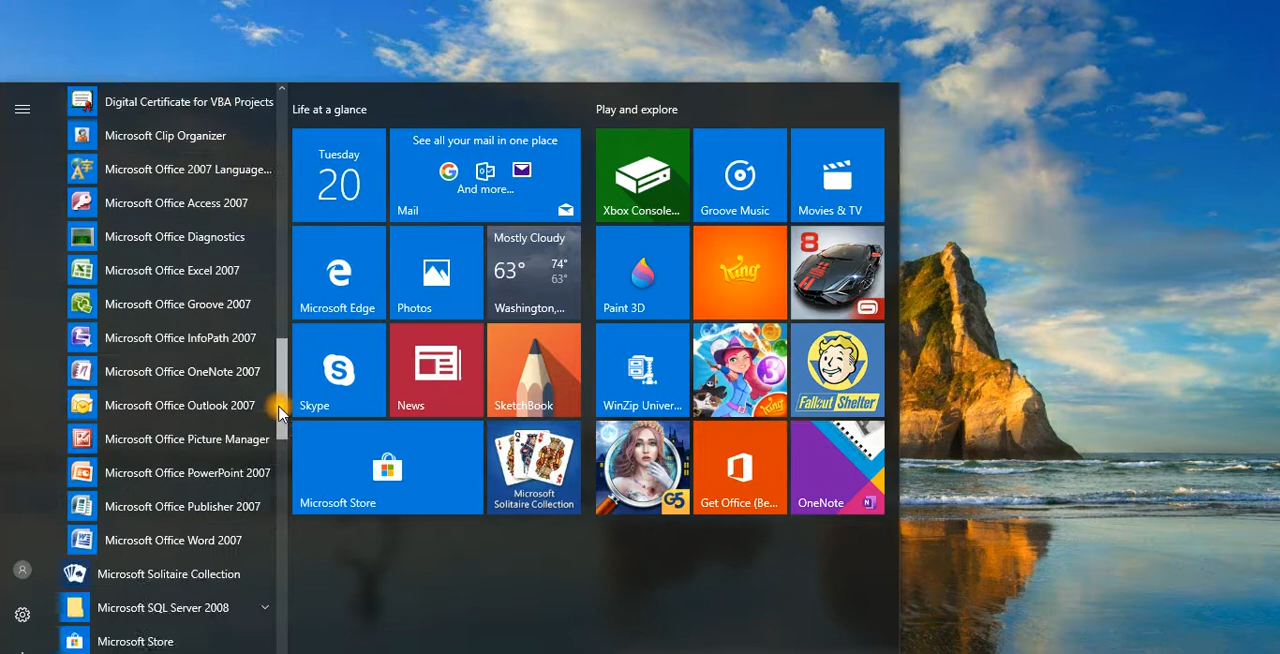 Digital Certificate for VBA Projects
Microsoft Clip Organizer
Microsoft Office 2007 Language...
Microsoft Office Access 2007
Microsoft Office Diagnostics
Microsoft Office Excel 2007
Microsoft Office Groove 2007
Microsoft Office InfoPath 2007
Microsoft Office OneNote 2007
Microsoft Office Outlook 2007
Microsoft Office Picture Manager
Microsoft Office PowerPoint 2007
Microsoft Office Publisher 2007
Microsoft Office Word 2007
Microsoft Solitaire Collection
Microsoft SQL Server 2008
Microsoft Store
Life at a glance
Tuesday
20
See all your mail in one place
And more...
Mail
Microsoft Edge
Photos
Mostly Cloudy
63° 74°
63°
Washington,...
Skype
News
SketchBook
Microsoft Store
Microsoft
Solitaire Collection
Play and explore
Xbox Console...
Groove Music
Movies & TV
Paint 3D
King
8
WinZip Univer...
3
King
Fallout Shelter
G5
Get Office (Be...
OneNote